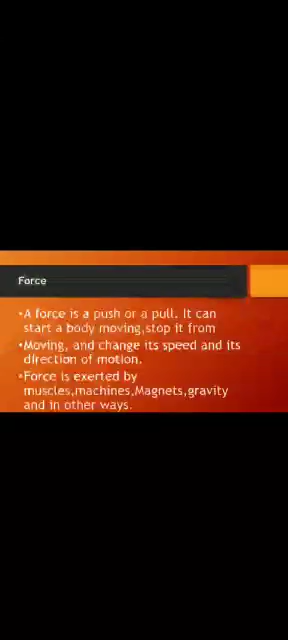 Force
•A force is a push or a pull. It can
start a body moving,stop it from
•Moving, and change its speed and its
direction of motion.
•Force is exerted by
muscles,machines,Magnets,gravity
and in other ways.